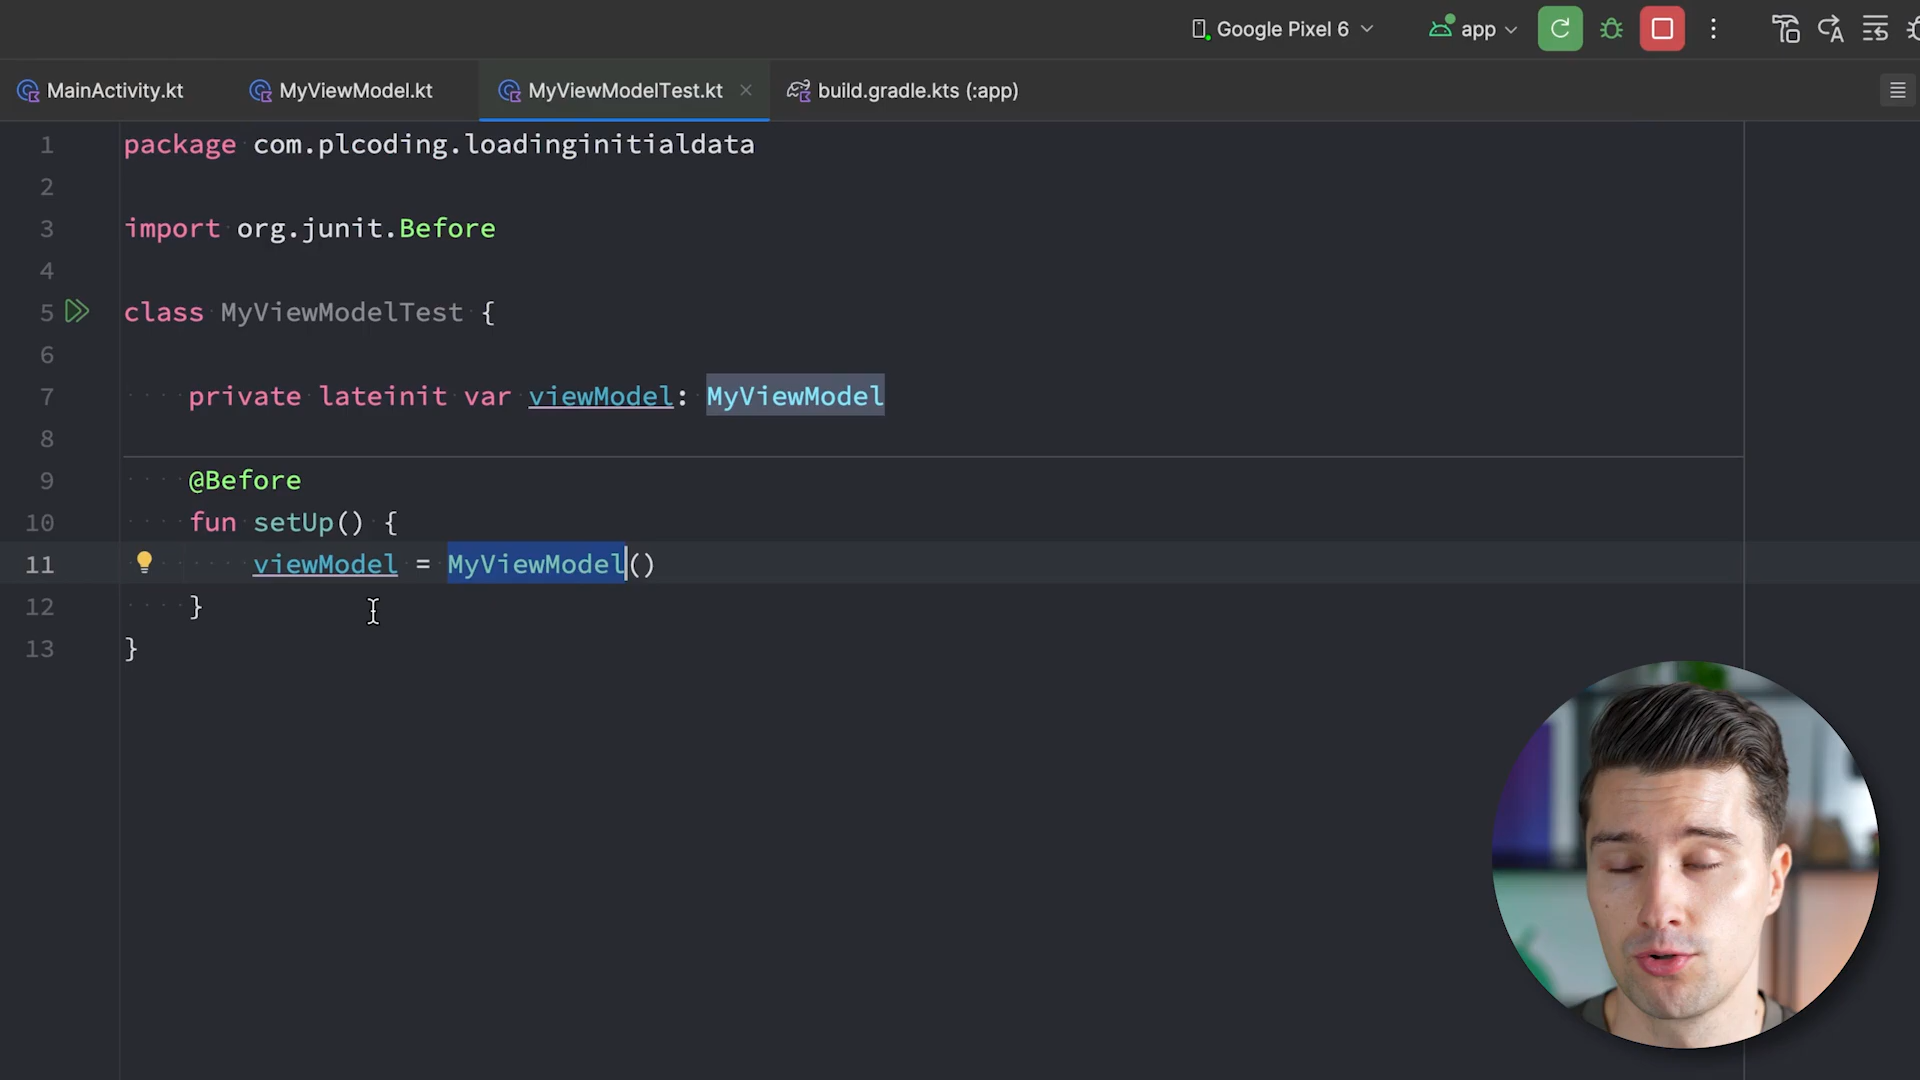 Google Pixel 6
app
MainActivity.kt
MyViewModel.kt
MyViewModelTest.kt
build.gradle.kts (:app)
1 package com.plcoding.loadinginitialdata
2
3 import org.junit.Before
4
5 class MyViewModelTest {
6
7 private lateinit var viewModel: MyViewModel
8
9 @Before
10 fun setUp() {
11 viewModel = MyViewModel()
12 }
13 }